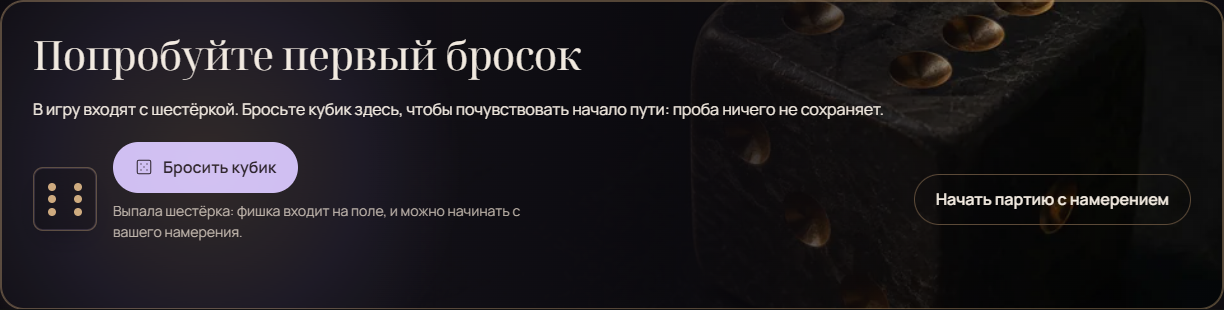 Попробуйте первый бросок
В игру входят с шестёркой. Бросьте кубик здесь, чтобы почувствовать начало пути: проба ничего не сохраняет.
Бросить кубик
Выпала шестёрка: фишка входит на поле, и можно начинать с
вашего намерения.
Начать партию с намерением